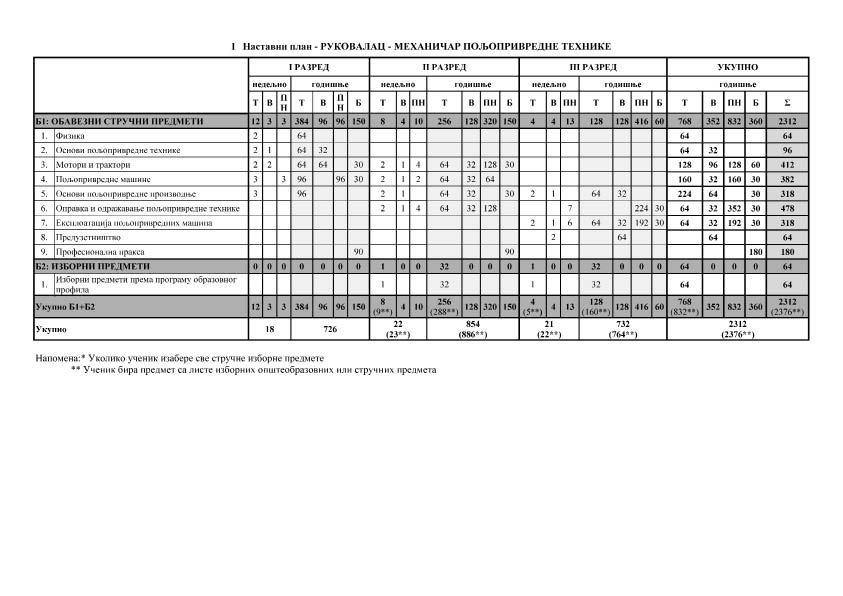 I Наставни план - РУКОВАЛАЦ - МЕХАНИЧАР ПОЉОПРИВРЕДНЕ ТЕХНИКЕ
I РАЗРЕД II РАЗРЕД III РАЗРЕД УКУПНО
недељно годишње недељно годишње недељно годишње годишње
Т В ПН Т В ПН Б Т В ПН Т В ПН Б Т В ПН Т В ПН Б Т В ПН Б Σ
Б1: ОБАВЕЗНИ СТРУЧНИ ПРЕДМЕТИ 12 3 3 384 96 96 150 8 4 10 256 128 320 150 4 4 13 128 128 416 60 768 352 832 360 2312
1. Физика 2 64 64 64
2. Основи пољопривредне технике 2 1 64 32 64 32 96
3. Мотори и трактори 2 2 64 64 30 2 1 4 64 32 128 30 128 96 128 60 412
4. Пољопривредне машине 3 3 96 96 30 2 1 2 64 32 64 160 32 160 30 382
5. Основи пољопривредне производње 3 96 2 1 64 32 30 2 1 64 32 224 64 30 318
6. Оправка и одражавање пољопривредне технике 2 1 4 64 32 128 7 224 30 64 32 352 30 478
7. Експлоатација пољопривредних машина 2 1 6 64 32 192 30 64 32 192 30 318
8. Предузетништво 2 64 64 64
9. Професионална пракса 90 90 180 180
Б2: ИЗБОРНИ ПРЕДМЕТИ 0 0 0 0 0 0 0 1 0 0 32 0 0 0 1 0 0 32 0 0 0 64 0 0 0 64
1. Изборни предмети према програму образовног профила 1 32 1 32 64 64
Укупно Б1+Б2 12 3 3 384 96 96 150 8 (9**) 4 10 256 (288**) 128 320 150 4 (5**) 4 13 128 (160**) 128 416 60 768 (832**) 352 832 360 2312 (2376**)
Укупно 18 726 22 (23**) 854 (886**) 21 (22**) 732 (764**) 2312 (2376**)
Напомена:* Уколико ученик изабере све стручне изборне предмете
** Ученик бира предмет са листе изборних општеобразовних или стручних предмета